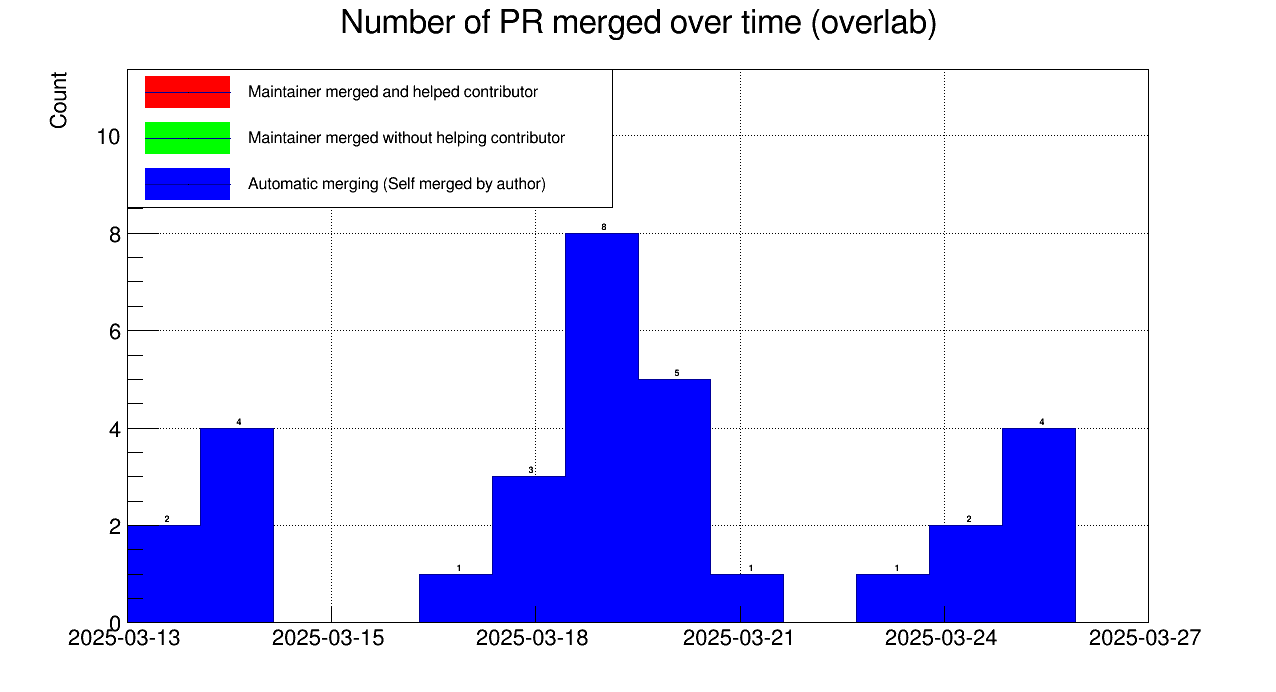 Number of PR merged over time (overlab)
Count
Maintainer merged and helped contributor
Maintainer merged without helping contributor
Automatic merging (Self merged by author)
10
8
6
4
2
0
2
4
1
3
8
5
1
1
2
4
2025-03-13 2025-03-15 2025-03-18 2025-03-21 2025-03-24 2025-03-27